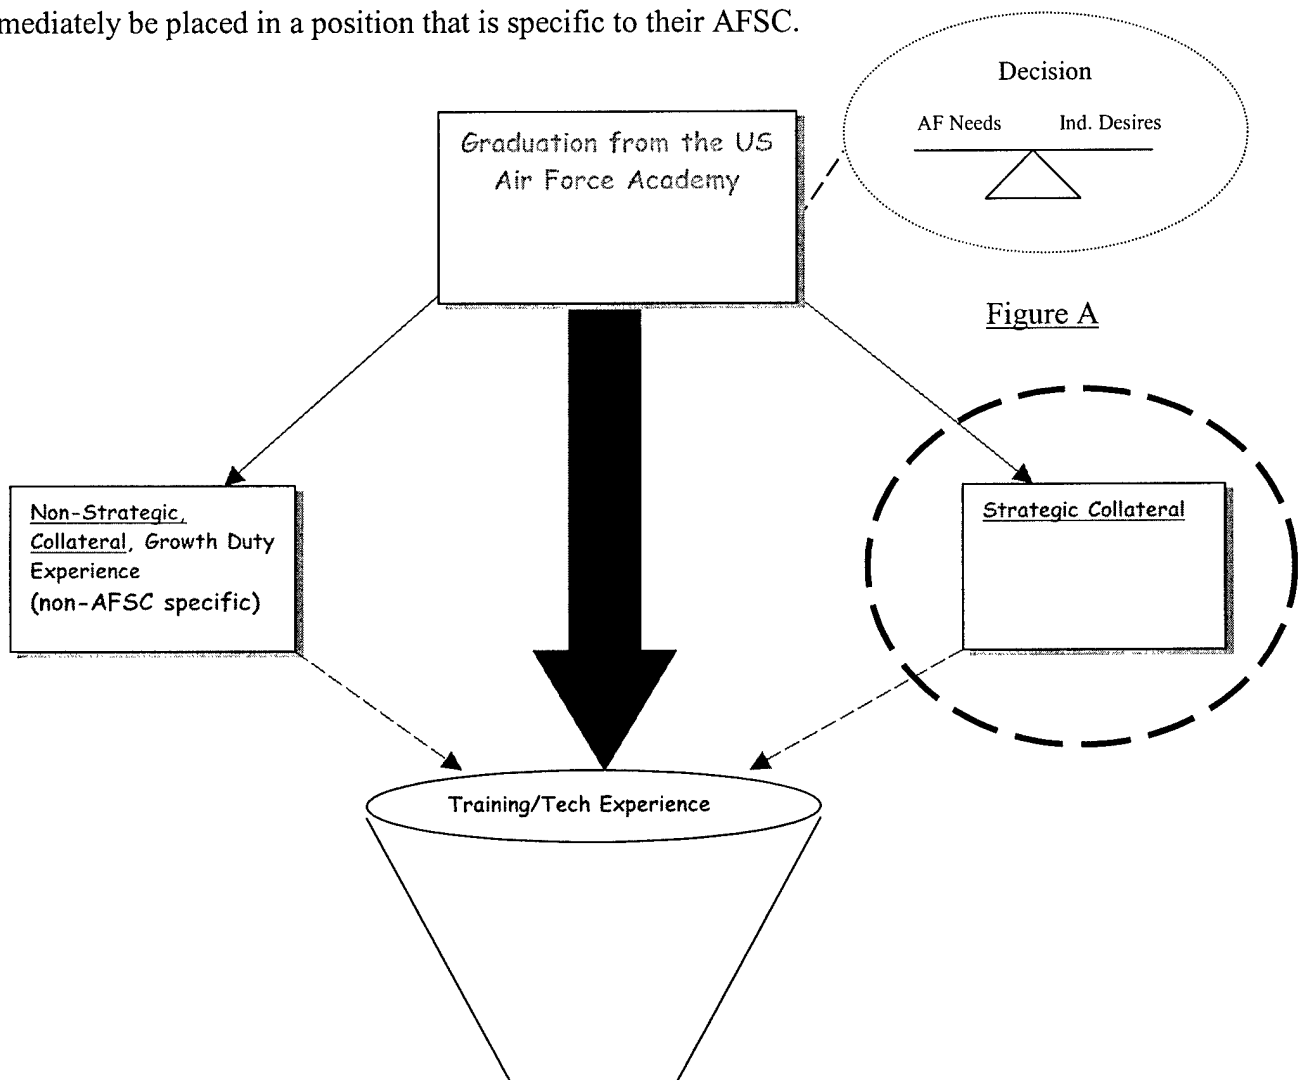 mediately be placed in a position that is specific to their AFSC.
Decision
AF Needs Ind. Desires
Graduation from the US
Air Force Academy
Figure A
Non-Strategic,
Collateral, Growth Duty
Experience
(non-AFSC specific)
Strategic Collateral
Training/Tech Experience